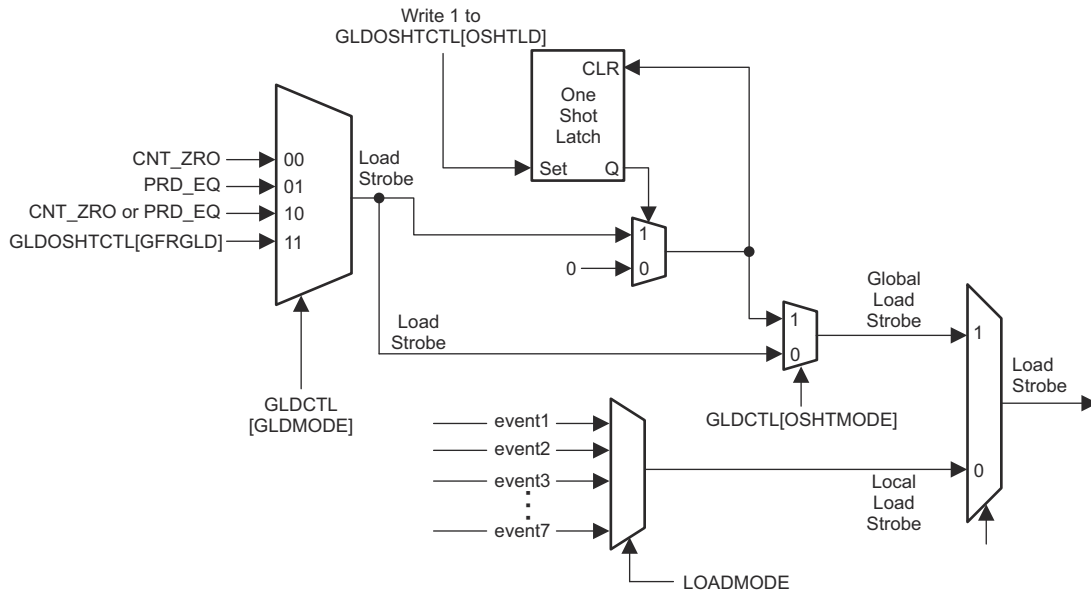 Write 1 to
GLDOSHTCTL[OSHTLD]
CLR
One
Shot
Latch
Set
Q
CNT_ZRO
00
PRD_EQ
01
CNT_ZRO or PRD_EQ
10
GLDOSHTCTL[GFRGLD]
11
Load
Strobe
1
0
0
Load
Strobe
GLDCTL
[GLDMODE]
1
0
GLDCTL[OSHTMODE]
Global
Load
Strobe
1
0
Load
Strobe
event1
event2
event3
event7
Local
Load
Strobe
LOADMODE